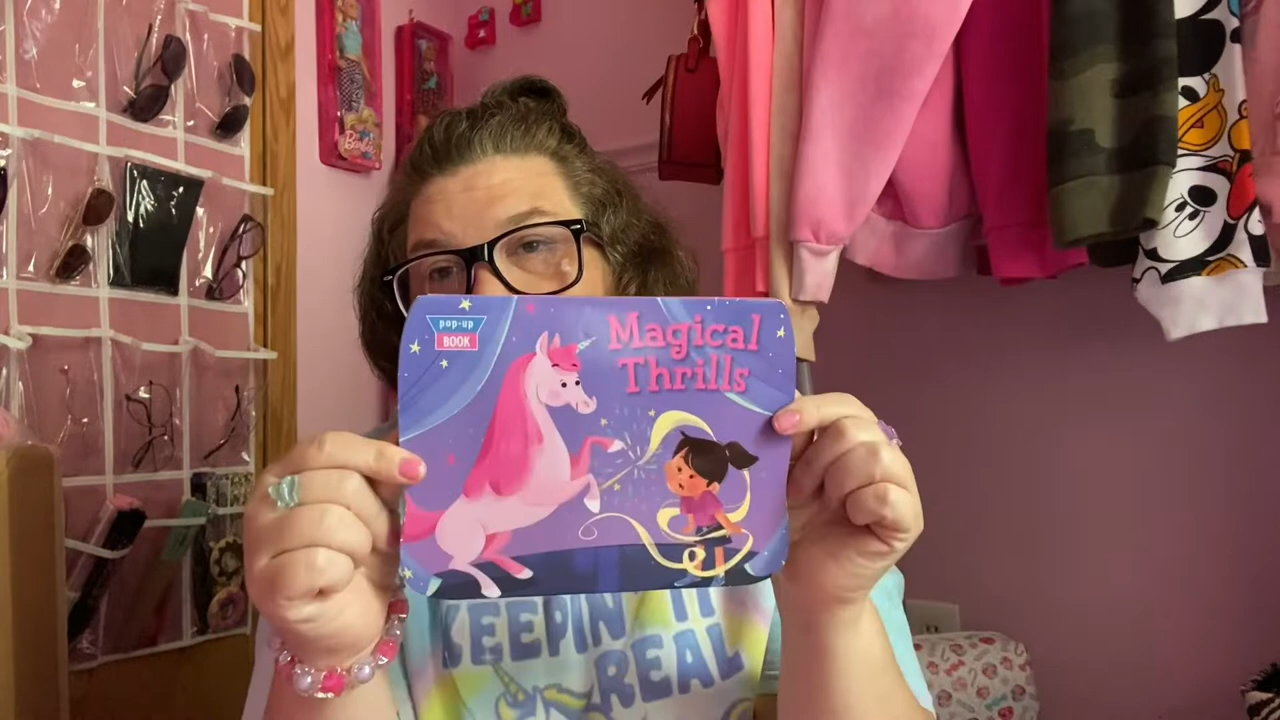 Barbie
pop-up
BOOK
Magical
Thrills
KEEPIN' IT
REAL